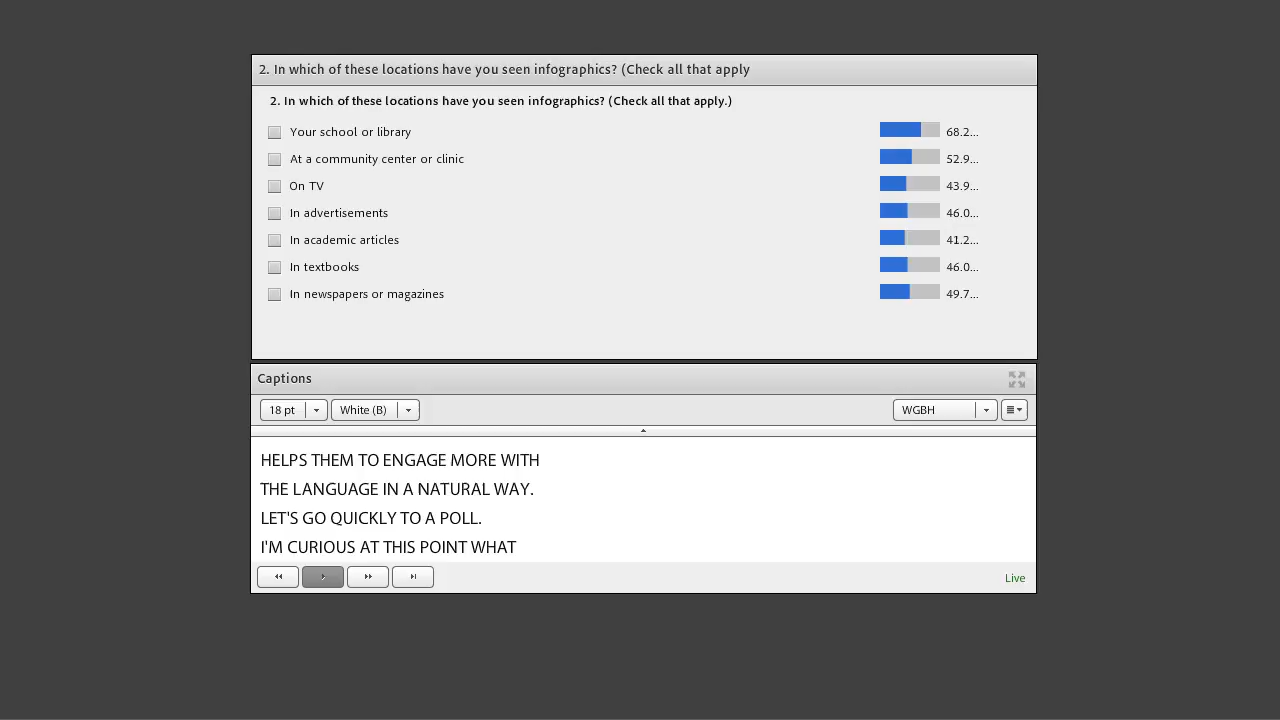 2. In which of these locations have you seen infographics? (Check all that apply
2. In which of these locations have you seen infographics? (Check all that apply.)
Your school or library 68.2...
At a community center or clinic 52.9...
On TV 43.9...
In advertisements 46.0...
In academic articles 41.2...
In textbooks 46.0...
In newspapers or magazines 49.7...
Captions
18 pt White (B) WGBH
HELPS THEM TO ENGAGE MORE WITH
THE LANGUAGE IN A NATURAL WAY.
LET'S GO QUICKLY TO A POLL.
I'M CURIOUS AT THIS POINT WHAT
Live